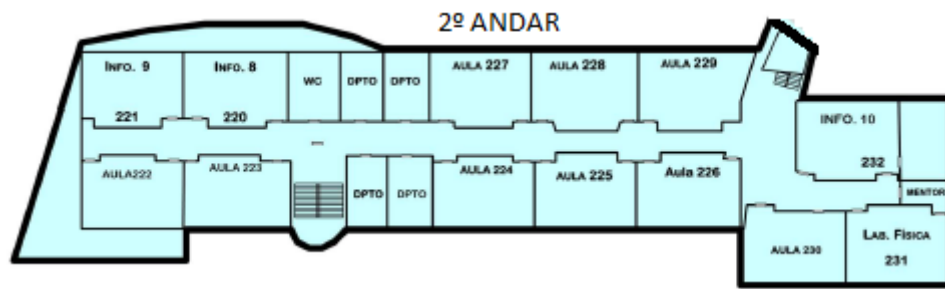 2º ANDAR
INFO. 9
221
INFO. 8
220
WC
DPTO
DPTO
AULA 227
AULA 228
AULA 229
INFO. 10
232
AULA222
AULA 223
DPTO
DPTO
AULA 224
AULA 225
Aula 226
MENTOR
AULA 230
LAB. FÍSICA
231